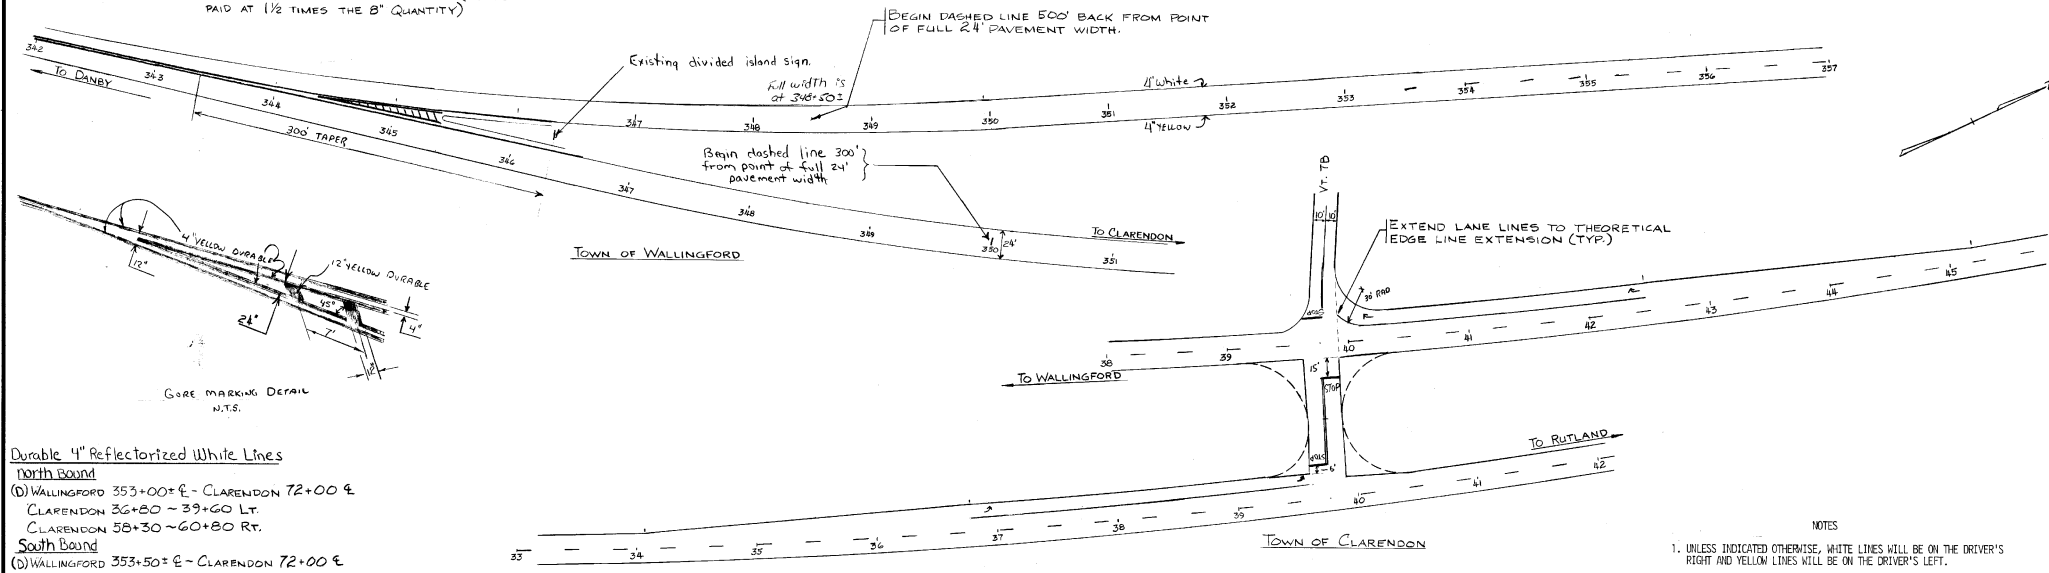 PAID AT (1½ TIMES THE 8" QUANTITY)
BEGIN DASHED LINE 500' BACK FROM POINT
OF FULL 24' PAVEMENT WIDTH.
Existing divided island sign.
Full width is
at 348+50±
4" White
4" YELLOW
342
343
344
345
346
347
348
349
350
351
347
348
349
350
351
352
353
354
355
356
357
TO DANBY
300' TAPER
Begin dashed line 300'
from point of full 24'
pavement width
24'
TO CLARENDON
TOWN OF WALLINGFORD
4" YELLOW DURABLE
12" YELLOW DURABLE
12"
24"
45°
7'
4"
12"
GORE MARKING DETAIL
N.T.S.
VT. 7B
10' 10'
EXTEND LANE LINES TO THEORETICAL
EDGE LINE EXTENSION (TYP.)
30' RAD
STOP
38
39
40
41
42
43
44
45
TO WALLINGFORD
15'
STOP
STOP
6'
TO RUTLAND
33
34
35
36
37
38
39
40
41
42
TOWN OF CLARENDON
Durable 4" Reflectorized White Lines
North Bound
(D) WALLINGFORD 353+00± ℄ - CLARENDON 72+00 ℄
CLARENDON 36+80 ~ 39+60 LT.
CLARENDON 58+30 ~ 60+80 RT.
South Bound
(D) WALLINGFORD 353+50± ℄ - CLARENDON 72+00 ℄
NOTES
1. UNLESS INDICATED OTHERWISE, WHITE LINES WILL BE ON THE DRIVER'S
RIGHT AND YELLOW LINES WILL BE ON THE DRIVER'S LEFT.